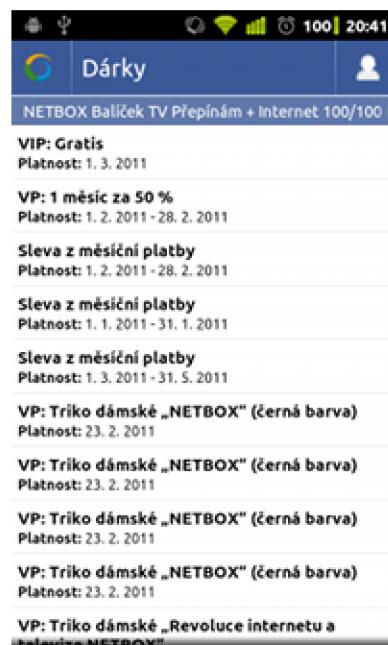 100 20:41
Dárky
NETBOX Balíček TV Přepínám + Internet 100/100
VIP: Gratis
Platnost: 1. 3. 2011
VP: 1 měsíc za 50 %
Platnost: 1. 2. 2011 - 28. 2. 2011
Sleva z měsíční platby
Platnost: 1. 2. 2011 - 28. 2. 2011
Sleva z měsíční platby
Platnost: 1. 1. 2011 - 31. 1. 2011
Sleva z měsíční platby
Platnost: 1. 3. 2011 - 31. 5. 2011
VP: Triko dámské „NETBOX“ (černá barva)
Platnost: 23. 2. 2011
VP: Triko dámské „NETBOX“ (černá barva)
Platnost: 23. 2. 2011
VP: Triko dámské „NETBOX“ (černá barva)
Platnost: 23. 2. 2011
VP: Triko dámské „NETBOX“ (černá barva)
Platnost: 23. 2. 2011
VP: Triko dámské „Revoluce internetu a
televize NETBOX“